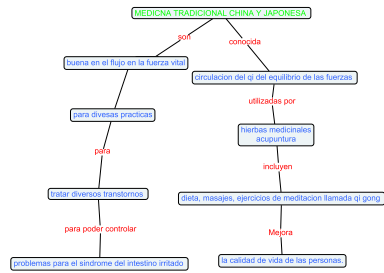 MEDICNA TRADICIONAL CHINA Y JAPONESA
son
conocida
buena en el flujo en la fuerza vital
circulacion del qi del equilibrio de las fuerzas
utilizadas por
para divesas practicas
hierbas medicinales
acupuntura
para
incluyen
tratar diversos transtornos
dieta, masajes, ejercicios de meditacion llamada qi gong
para poder controlar
Mejora
problemas para el sindrome del intestino irritado
la calidad de vida de las personas.